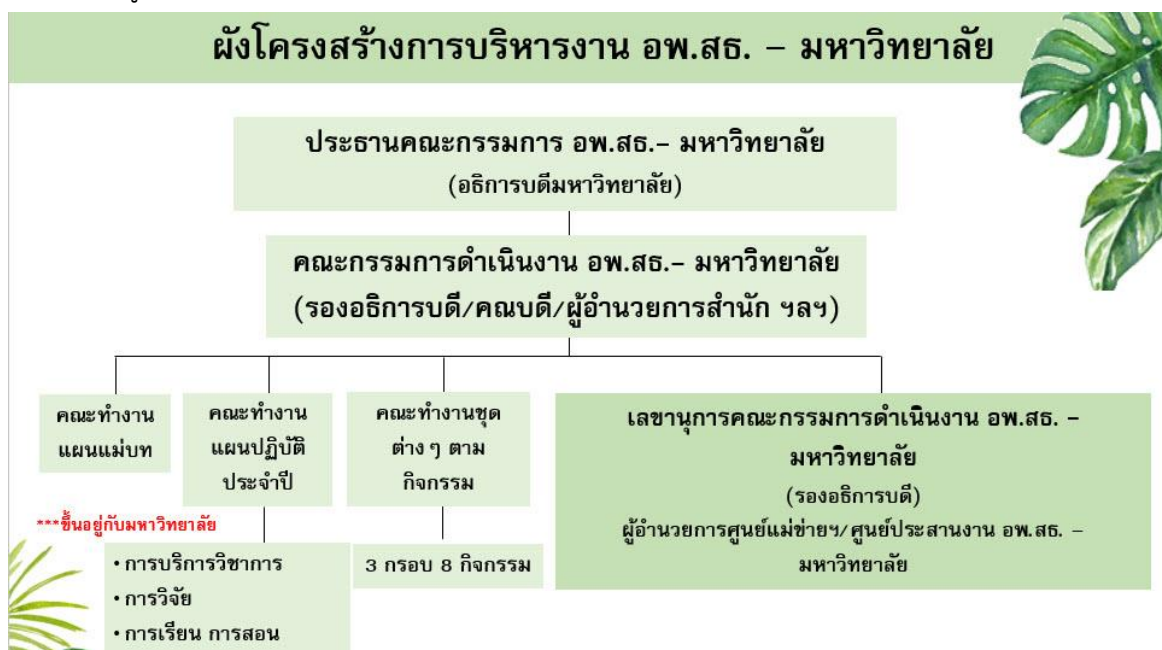 ผังโครงสร้างการบริหารงาน อพ.สธ. – มหาวิทยาลัย
ประธานคณะกรรมการ อพ.สธ.– มหาวิทยาลัย
(อธิการบดีมหาวิทยาลัย)
คณะกรรมการดำเนินงาน อพ.สธ.– มหาวิทยาลัย
(รองอธิการบดี/คณบดี/ผู้อำนวยการสำนัก ฯลฯ)
คณะทำงาน
แผนแม่บท
คณะทำงาน
แผนปฏิบัติ
ประจำปี
คณะทำงานชุด
ต่าง ๆ ตาม
กิจกรรม
เลขานุการคณะกรรมการดำเนินงาน อพ.สธ. –
มหาวิทยาลัย
(รองอธิการบดี)
ผู้อำนวยการศูนย์แม่ข่ายฯ/ศูนย์ประสานงาน อพ.สธ. –
มหาวิทยาลัย
***ขึ้นอยู่กับมหาวิทยาลัย
• การบริการวิชาการ
• การวิจัย
• การเรียน การสอน
3 กรอบ 8 กิจกรรม